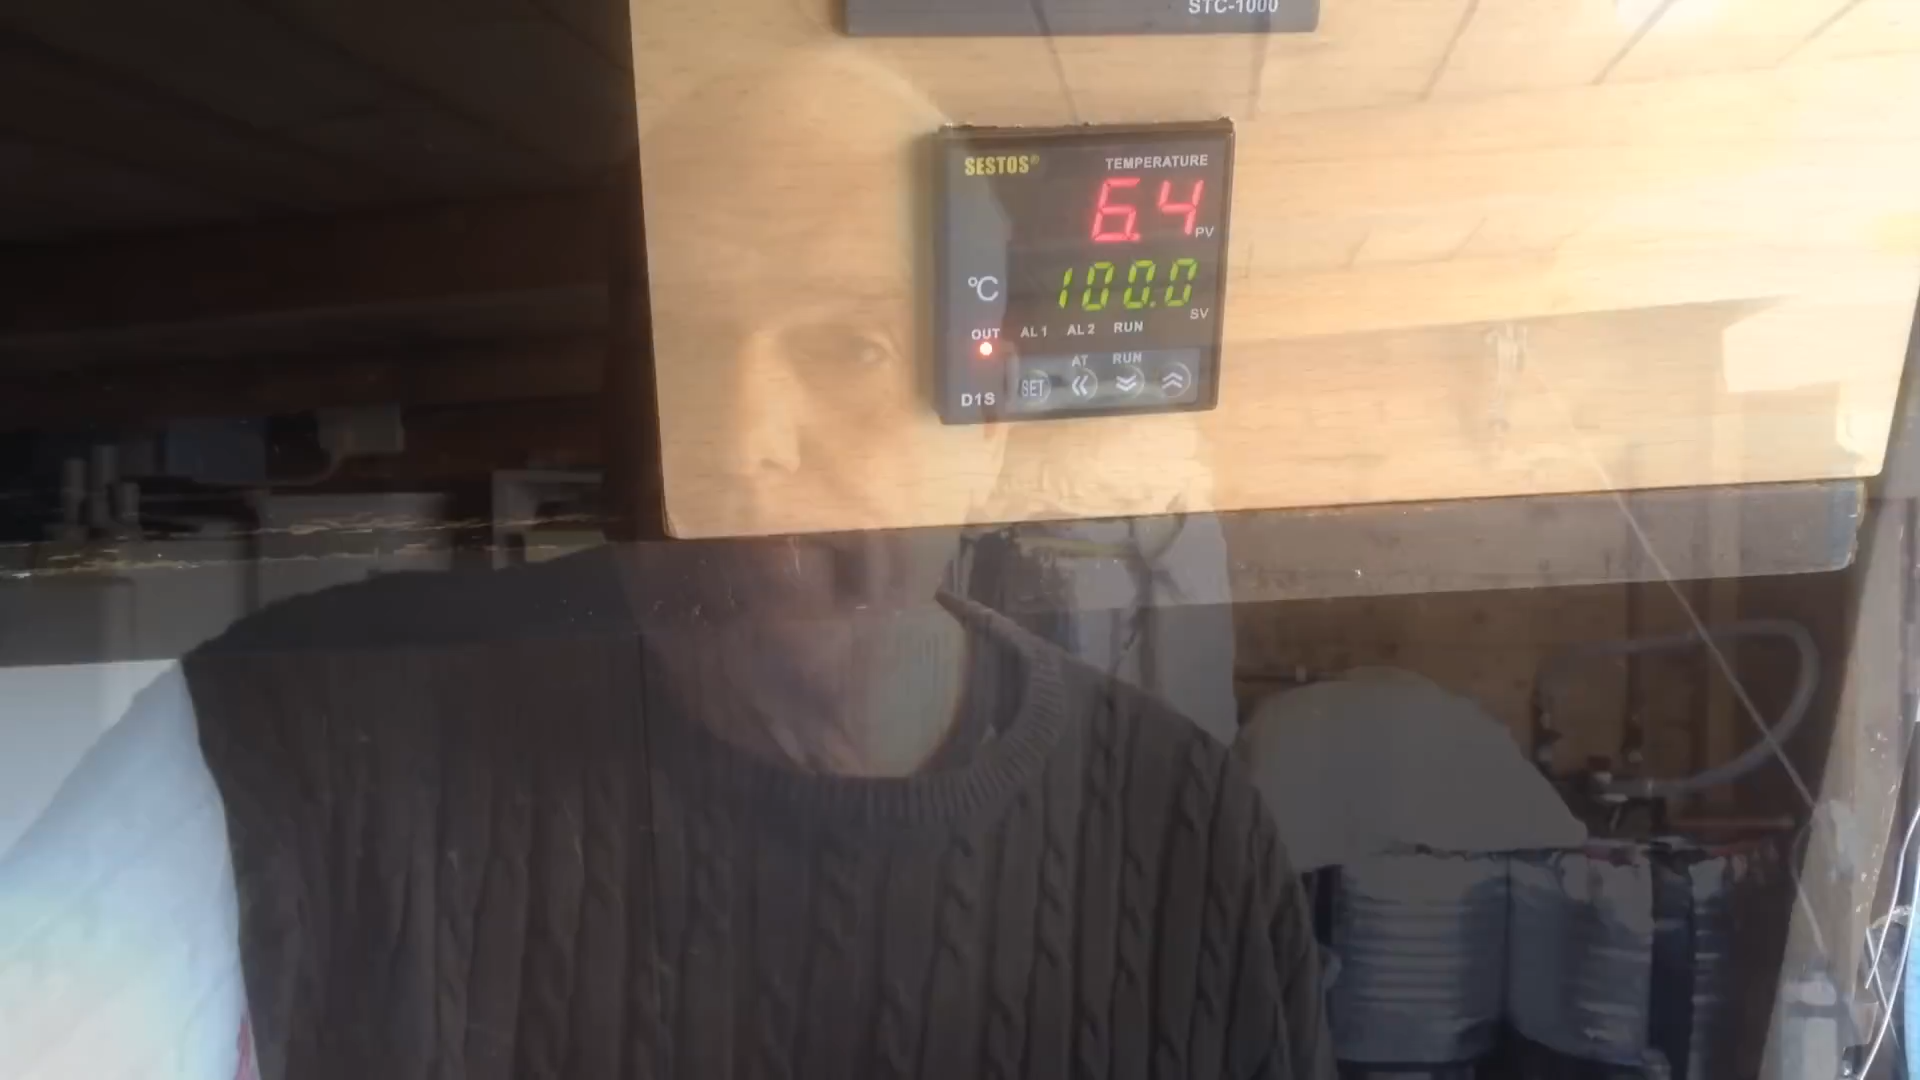 STC-1000
SESTOS®
TEMPERATURE
6.4
PV
°C
100.0
SV
OUT AL1 AL2 RUN
AT RUN
SET
D1S